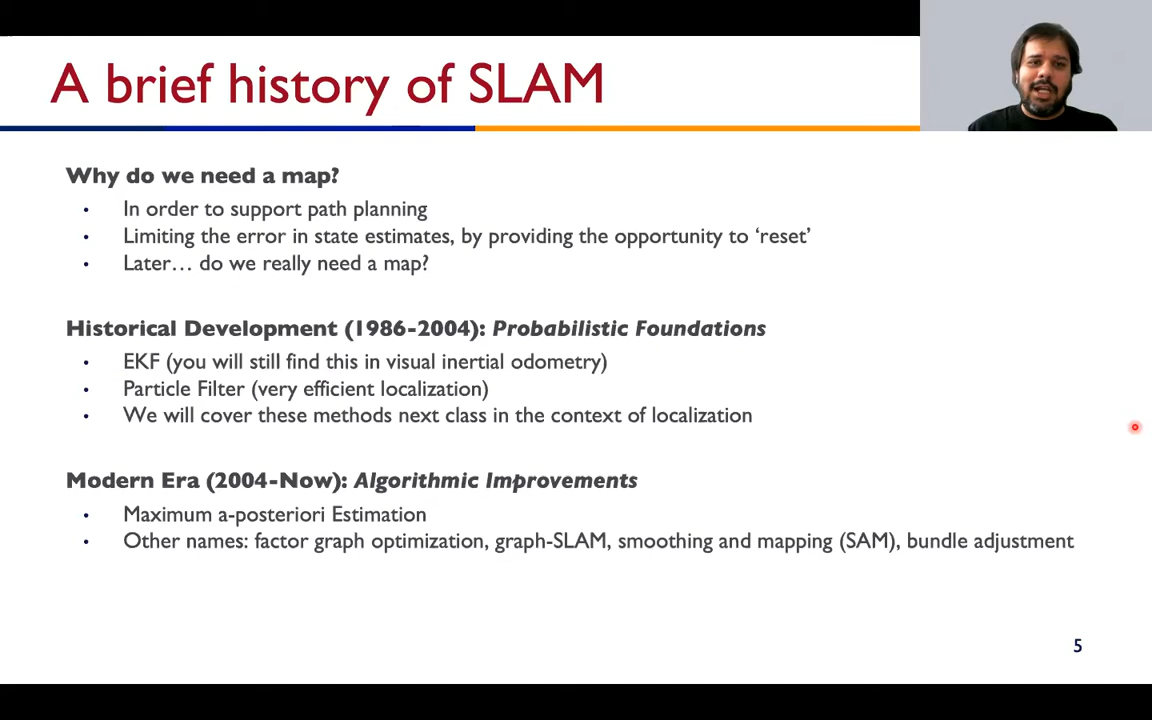 A brief history of SLAM
Why do we need a map?
• In order to support path planning
• Limiting the error in state estimates, by providing the opportunity to ‘reset’
• Later… do we really need a map?
Historical Development (1986-2004): Probabilistic Foundations
• EKF (you will still find this in visual inertial odometry)
• Particle Filter (very efficient localization)
• We will cover these methods next class in the context of localization
Modern Era (2004-Now): Algorithmic Improvements
• Maximum a-posteriori Estimation
• Other names: factor graph optimization, graph-SLAM, smoothing and mapping (SAM), bundle adjustment
5